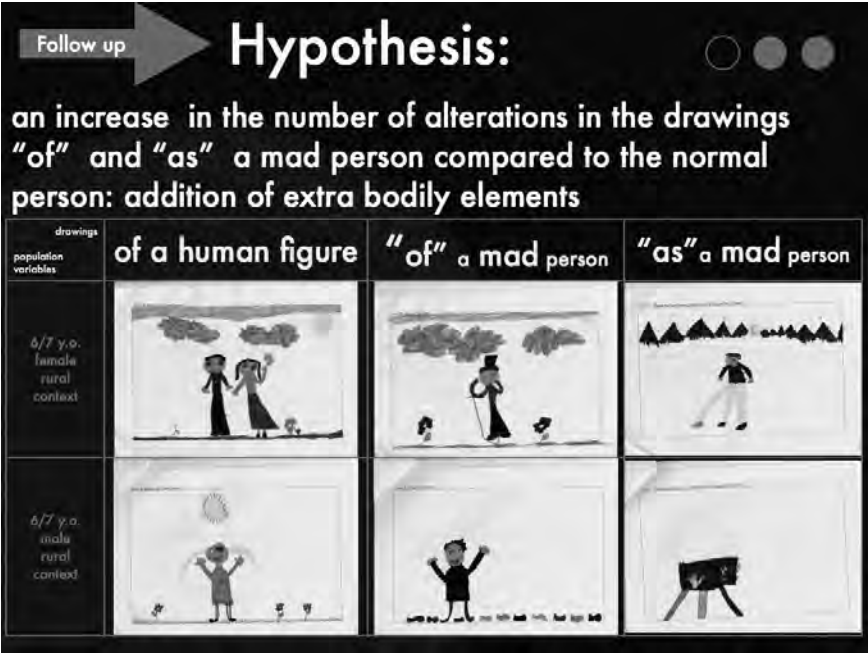 Follow up
Hypothesis:
an increase in the number of alterations in the drawings
"of" and "as" a mad person compared to the normal
person: addition of extra bodily elements
drawings
population
variables
of a human figure
"of" a mad person
"as" a mad person
6/7 y.o.
female
rural
context
6/7 y.o.
male
rural
context